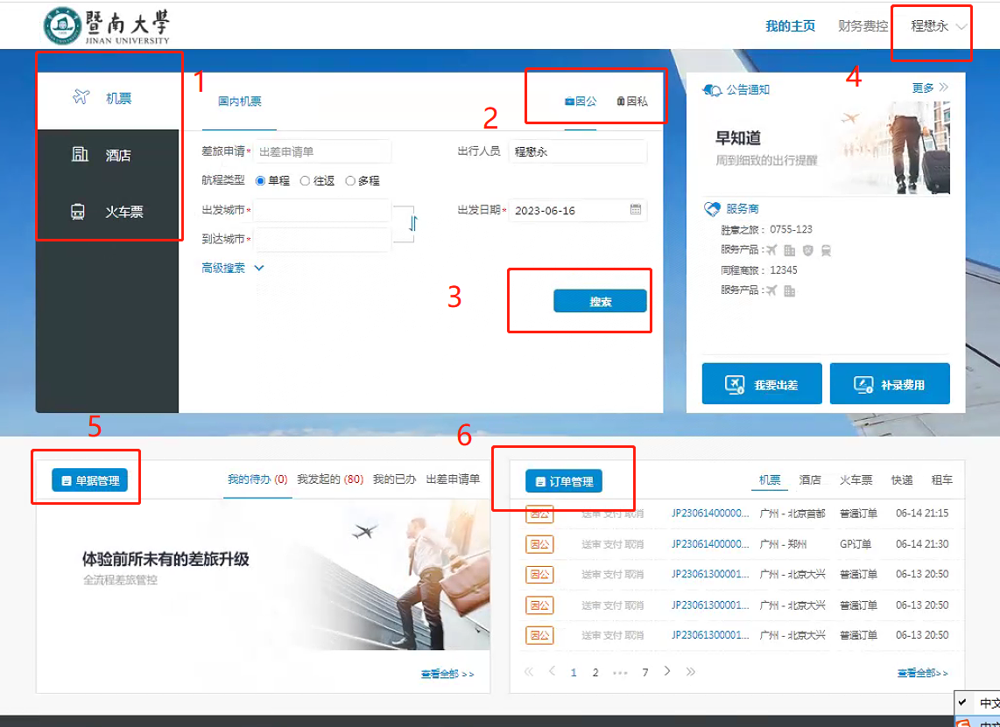 暨南大學
JINAN UNIVERSITY
我的主页 财务费控 程懋永
4
1
机票
酒店
火车票
国内机票
2
因公 因私
差旅申请* 出差申请单
出行人员 程懋永
航程类型 单程 往返 多程
出发城市*
出发日期* 2023-06-16
到达城市*
高级搜索
3
搜索
公告通知 更多
早知道
周到细致的出行提醒
服务商
胜意之旅： 0755-123
服务产品：
同程商旅： 12345
服务产品：
我要出差 补录费用
5
单据管理
我的待办 (0) 我发起的 (80) 我的已办 出差申请单
体验前所未有的差旅升级
全流程差旅管控
查看全部 >>
6
订单管理
机票 酒店 火车票 快递 租车
因公 送审 支付 取消 JP23061400000... 广州 - 北京首都 普通订单 06-14 21:15
因公 送审 支付 取消 JP23061400000... 广州 - 郑州 GP订单 06-14 21:30
因公 送审 支付 取消 JP23061300001... 广州 - 北京大兴 普通订单 06-13 20:50
因公 送审 支付 取消 JP23061300001... 广州 - 北京大兴 普通订单 06-13 20:50
因公 送审 支付 取消 JP23061300001... 广州 - 北京大兴 普通订单 06-13 20:50
1 2 ••• 7
查看全部>>
中文